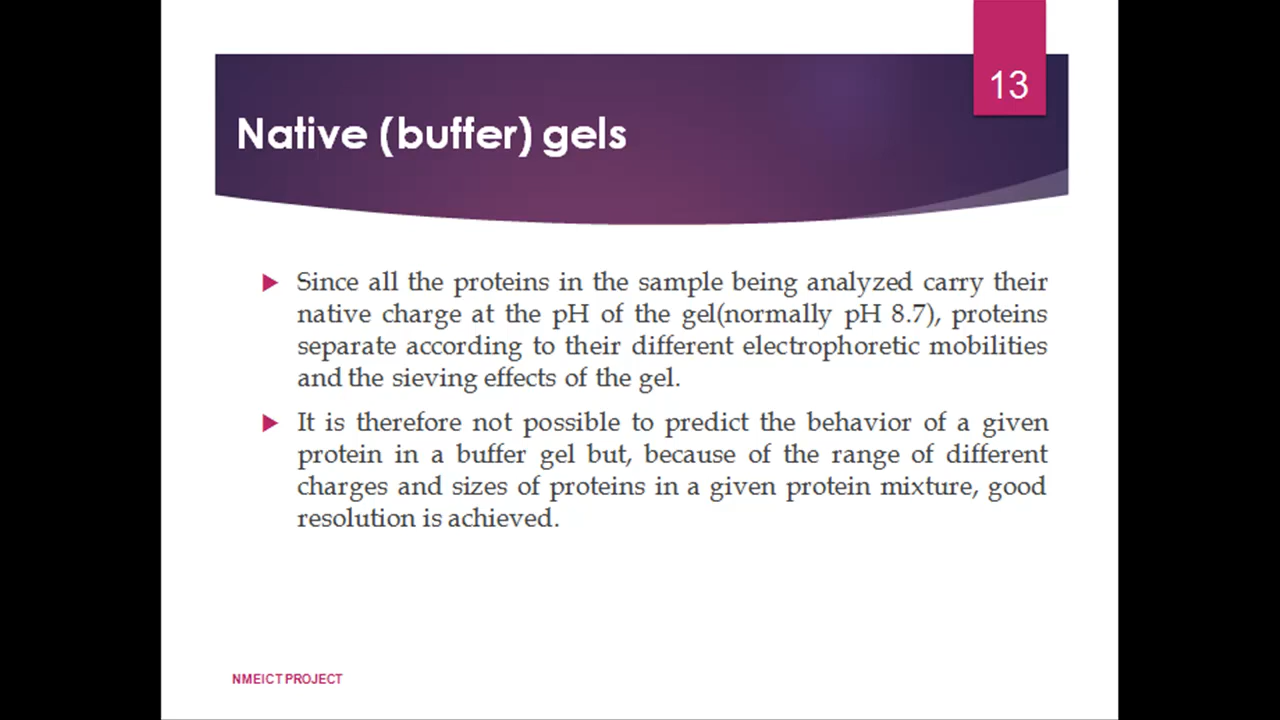 13
Native (buffer) gels
Since all the proteins in the sample being analyzed carry their
native charge at the pH of the gel(normally pH 8.7), proteins
separate according to their different electrophoretic mobilities
and the sieving effects of the gel.
It is therefore not possible to predict the behavior of a given
protein in a buffer gel but, because of the range of different
charges and sizes of proteins in a given protein mixture, good
resolution is achieved.
NMEICT PROJECT